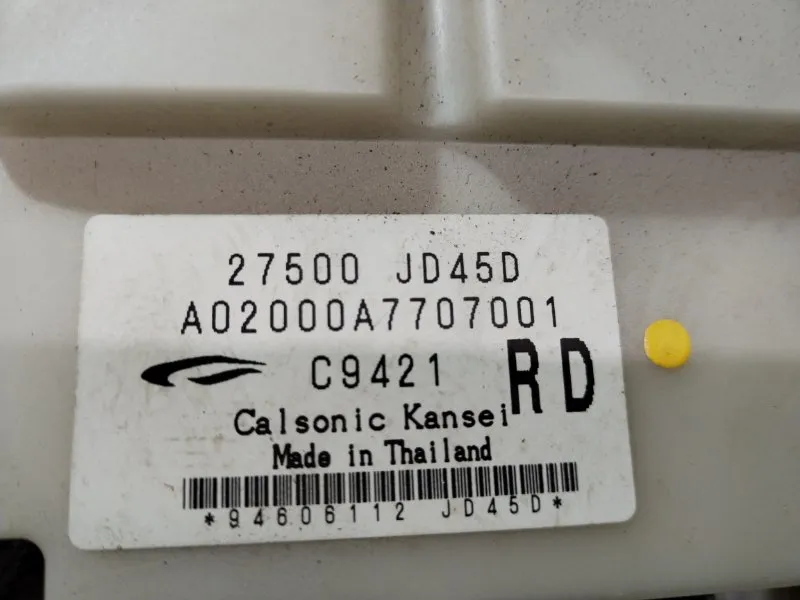 27500 JD45D
A02000A7707001
C9421 RD
Calsonic Kansei
Made in Thailand
*94606112 JD45D*